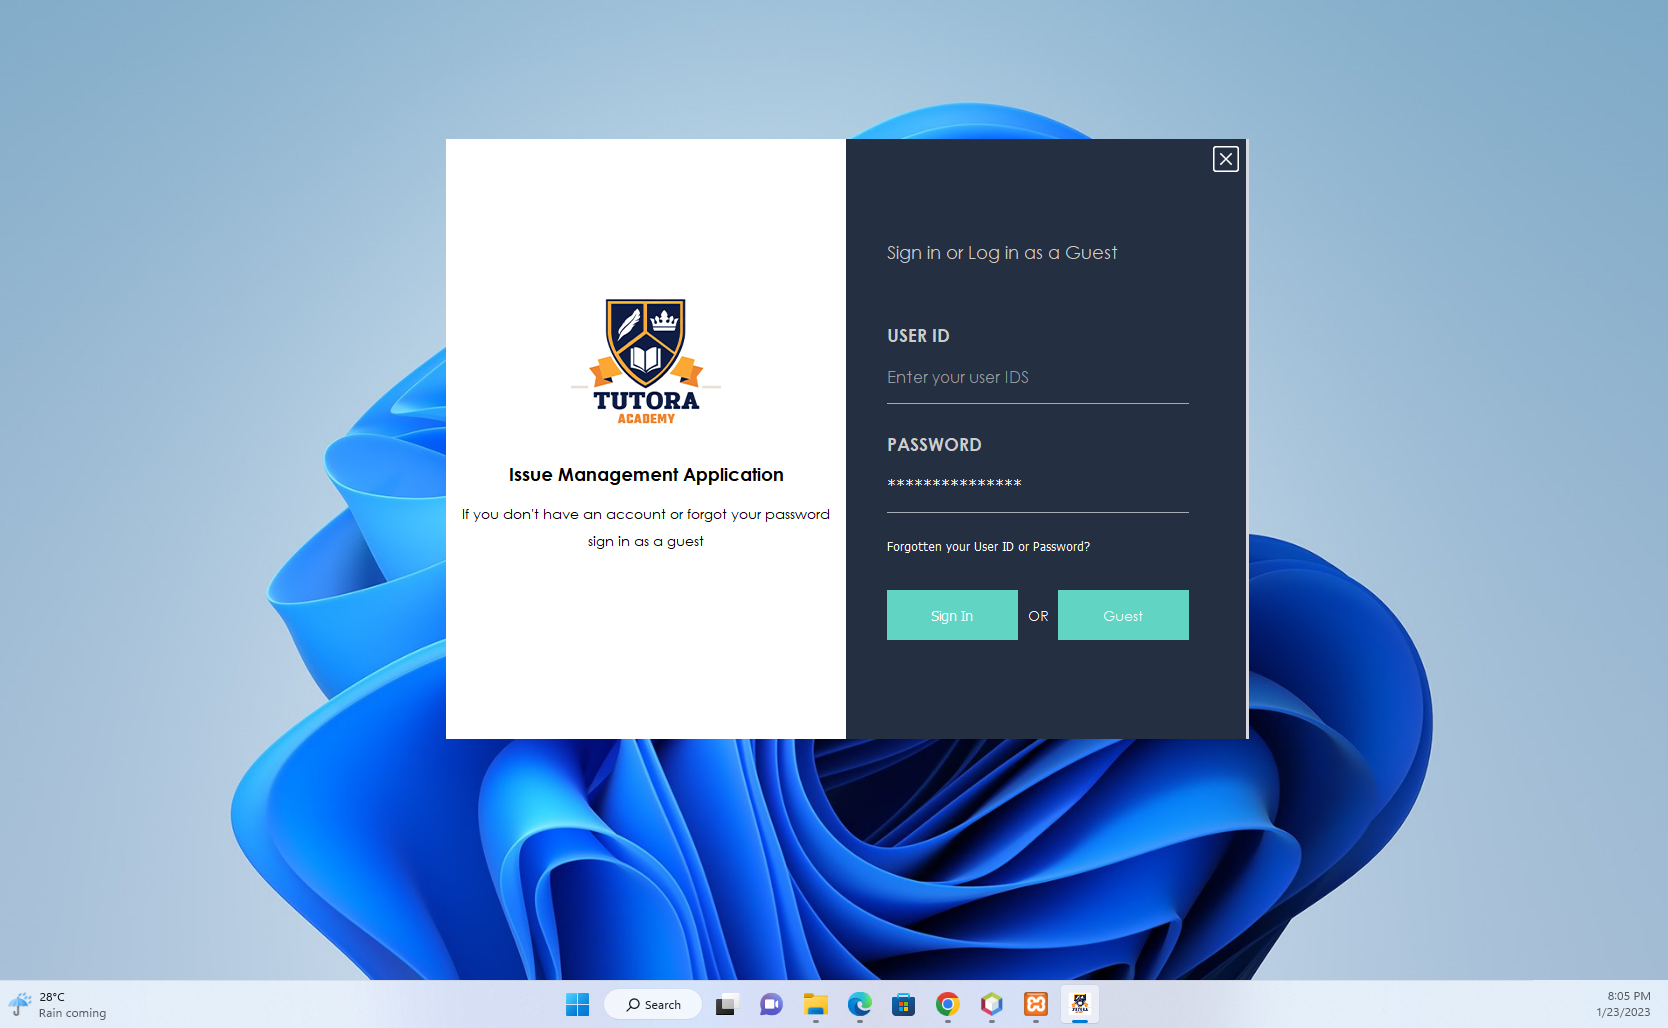 TUTORA
ACADEMY
Issue Management Application
If you don't have an account or forgot your password
sign in as a guest
Sign in or Log in as a Guest
USER ID
Enter your user IDS
PASSWORD
***************
Forgotten your User ID or Password?
Sign In OR Guest
28°C
Rain coming
Search
8:05 PM
1/23/2023